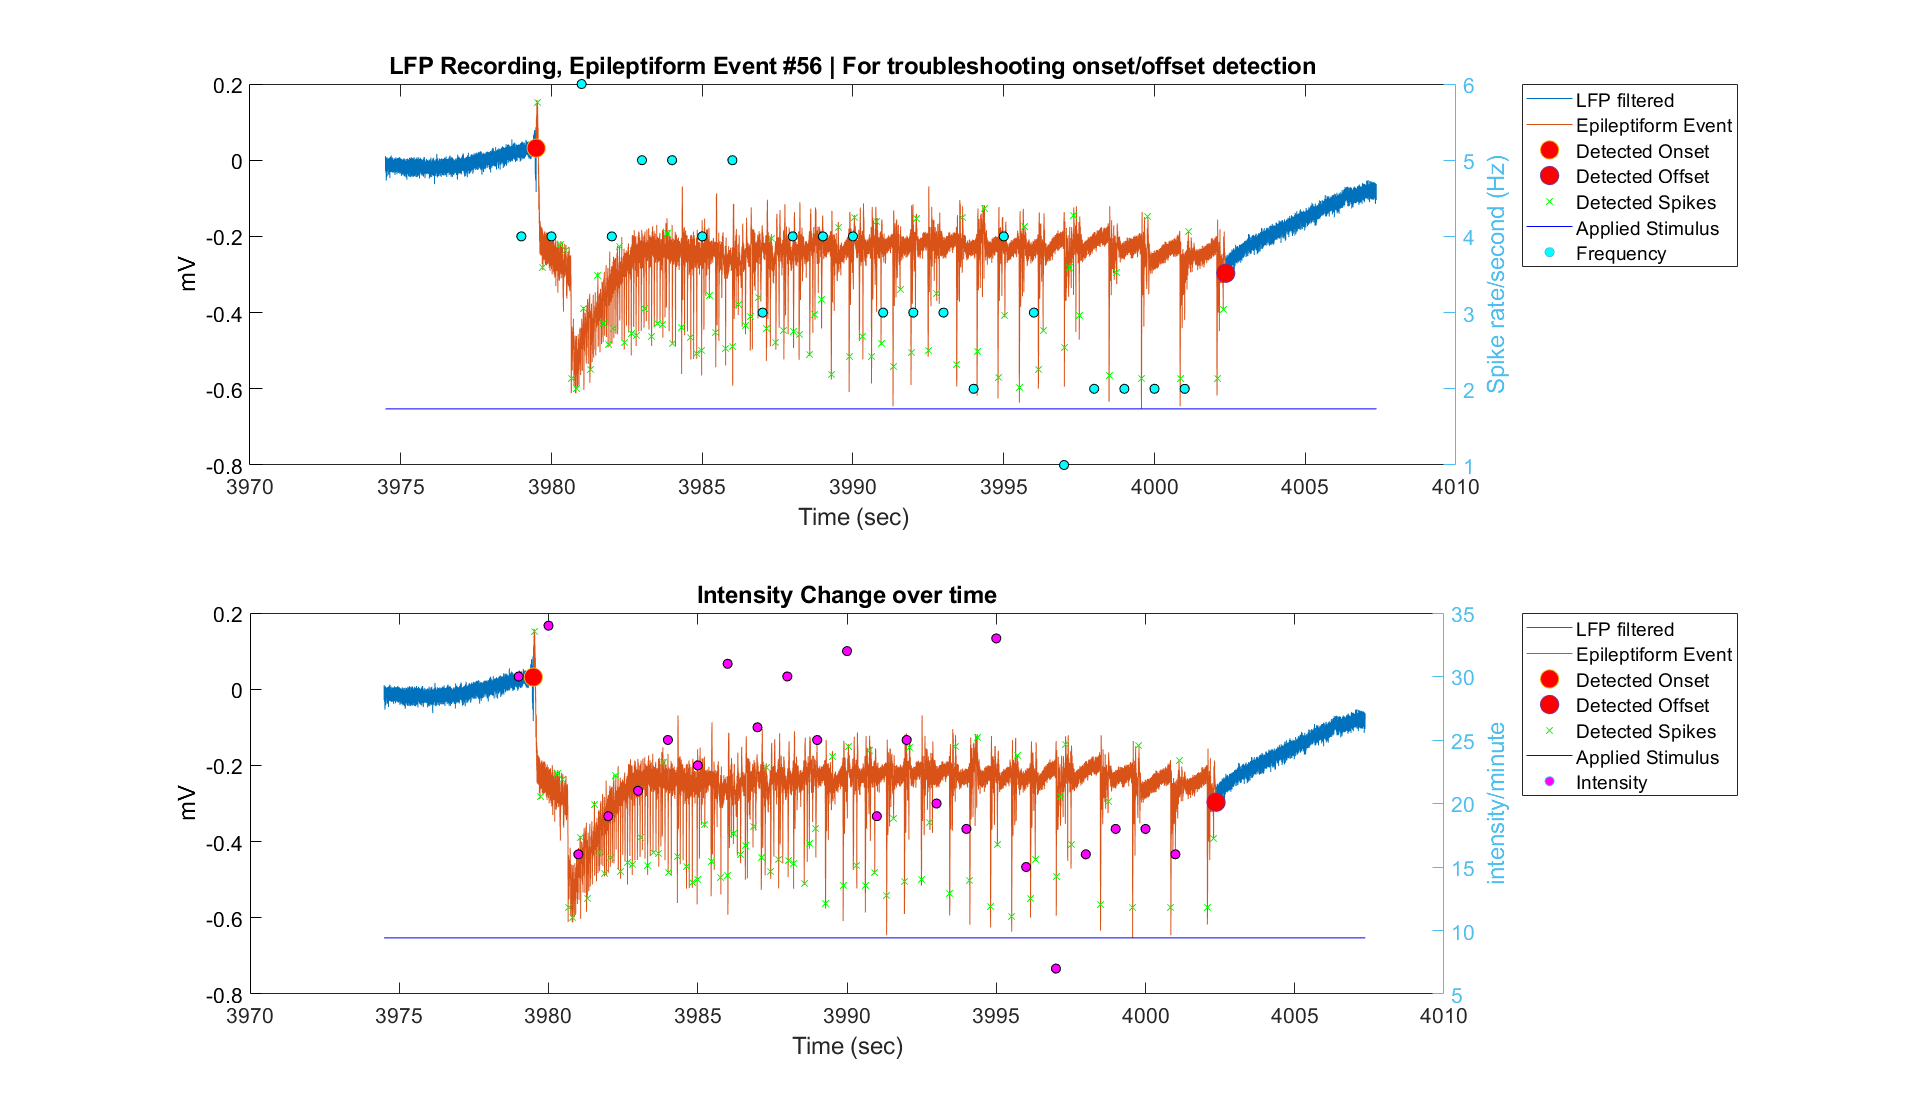 LFP Recording, Epileptiform Event #56 | For troubleshooting onset/offset detection
0.2
0
-0.2
-0.4
-0.6
-0.8
mV
6
5
4
3
2
1
Spike rate/second (Hz)
3970 3975 3980 3985 3990 3995 4000 4005 4010
Time (sec)
LFP filtered
Epileptiform Event
Detected Onset
Detected Offset
Detected Spikes
Applied Stimulus
Frequency
Intensity Change over time
0.2
0
-0.2
-0.4
-0.6
-0.8
mV
35
30
25
20
15
10
5
intensity/minute
3970 3975 3980 3985 3990 3995 4000 4005 4010
Time (sec)
LFP filtered
Epileptiform Event
Detected Onset
Detected Offset
Detected Spikes
Applied Stimulus
Intensity